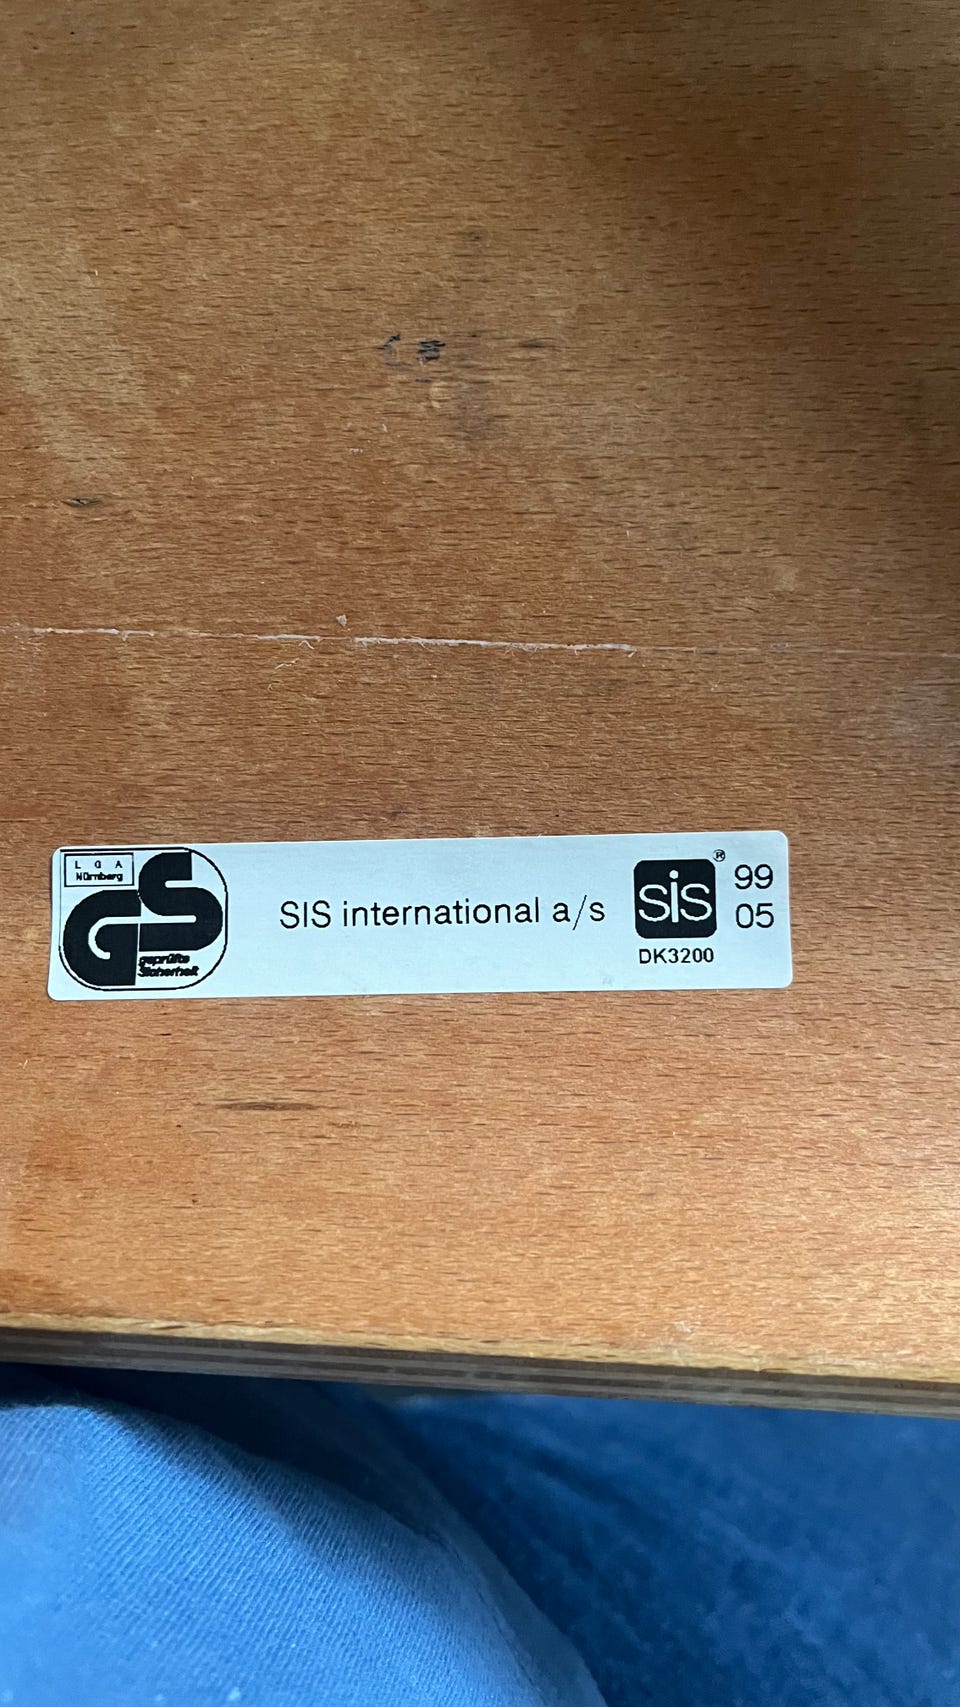 L G A
Nürnberg
GS
geprüfte
Sicherheit
SIS international a/s
sis®
DK3200
99
05